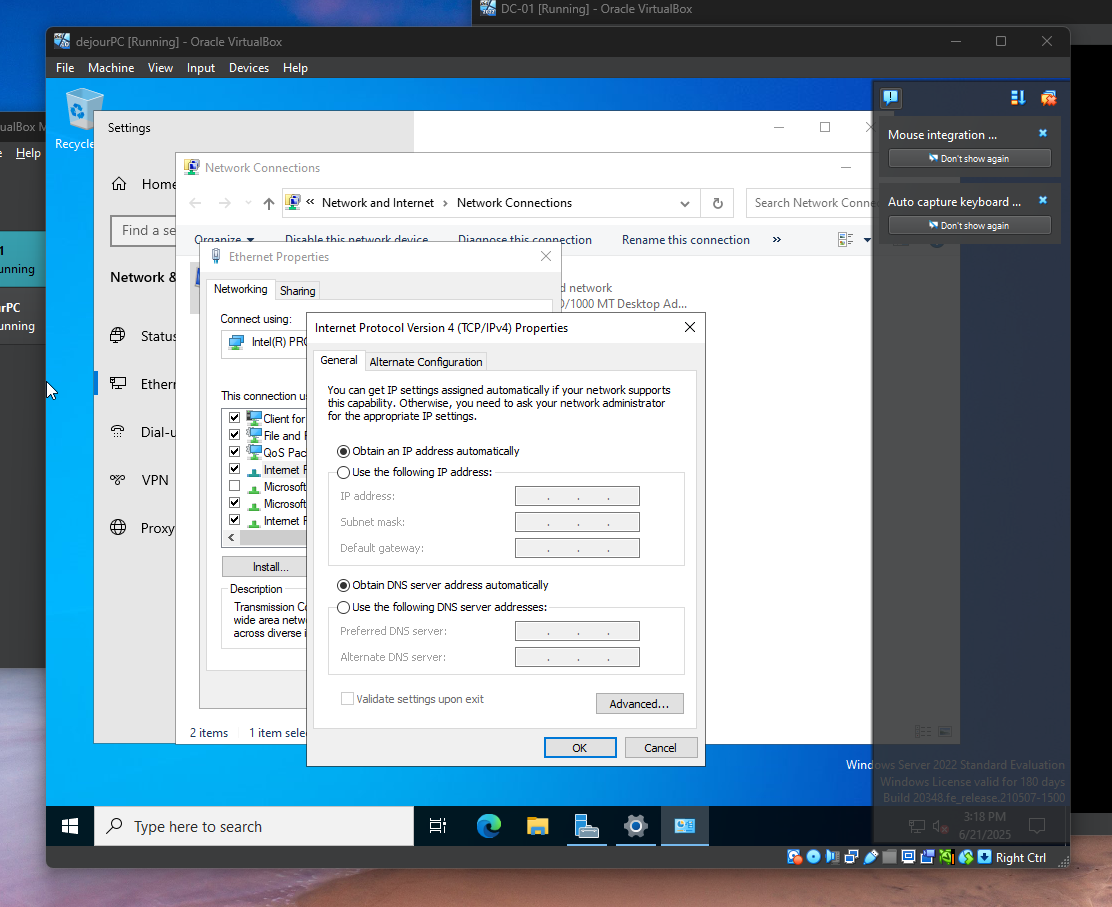 DC-01 [Running] - Oracle VirtualBox
dejourPC [Running] - Oracle VirtualBox
File Machine View Input Devices Help
Recycle
Settings
Mouse integration ...
Don't show again
Auto capture keyboard ...
Don't show again
Help
Home
Find a se
Network &
Status
Ethern
Dial-u
VPN
Proxy
Network Connections
« Network and Internet › Network Connections
Search Network Conne
Organize
Disable this network device
Diagnose this connection
Rename this connection
»
d network
0/1000 MT Desktop Ad...
Ethernet Properties
Networking
Sharing
Connect using:
Intel(R) PRO
This connection us
Client for
File and P
QoS Pac
Internet P
Microsoft
Microsoft
Internet P
Install...
Description
Transmission Co
wide area netw
across diverse i
2 items
1 item sele
Internet Protocol Version 4 (TCP/IPv4) Properties
General
Alternate Configuration
You can get IP settings assigned automatically if your network supports
this capability. Otherwise, you need to ask your network administrator
for the appropriate IP settings.
Obtain an IP address automatically
Use the following IP address:
IP address:
Subnet mask:
Default gateway:
Obtain DNS server address automatically
Use the following DNS server addresses:
Preferred DNS server:
Alternate DNS server:
Validate settings upon exit
Advanced...
OK
Cancel
Windows Server 2022 Standard Evaluation
Windows License valid for 180 days
Build 20348.fe_release.210507-1500
Type here to search
3:18 PM
6/21/2025
Right Ctrl